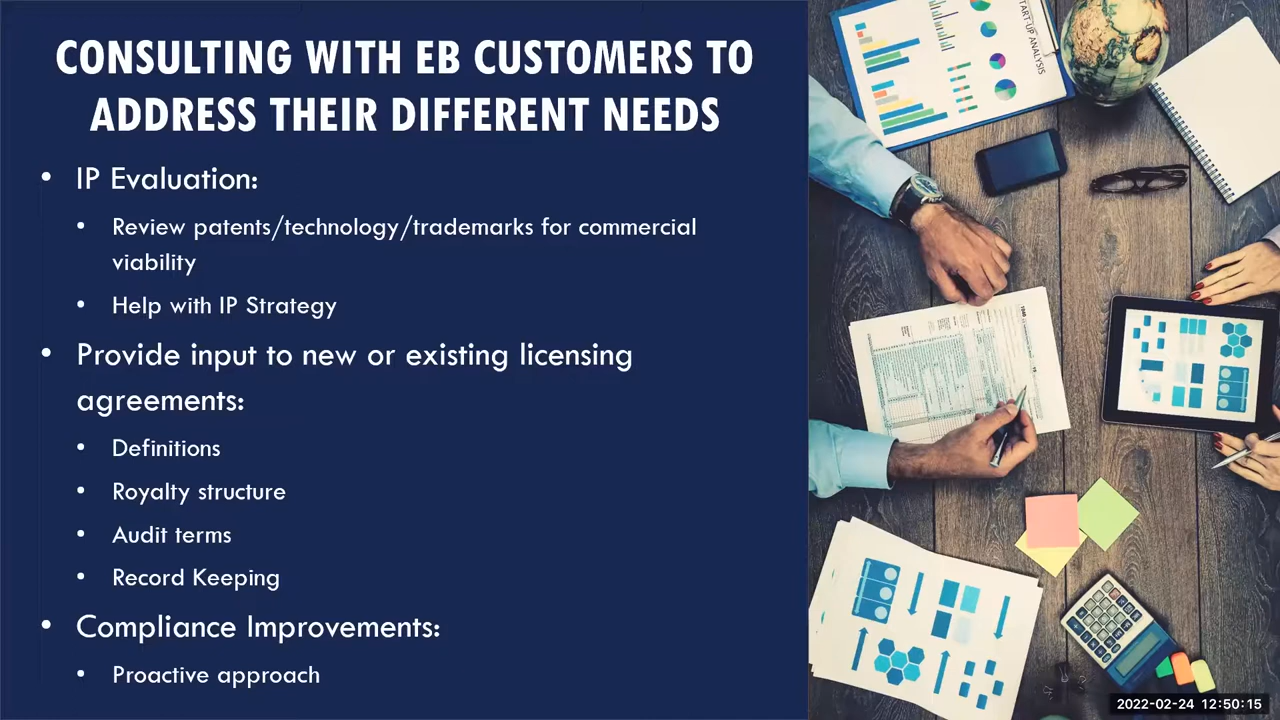 CONSULTING WITH EB CUSTOMERS TO
ADDRESS THEIR DIFFERENT NEEDS
• IP Evaluation:
• Review patents/technology/trademarks for commercial
viability
• Help with IP Strategy
• Provide input to new or existing licensing
agreements:
• Definitions
• Royalty structure
• Audit terms
• Record Keeping
• Compliance Improvements:
• Proactive approach
START-UP ANALYSIS
2022-02-24 12:50:15